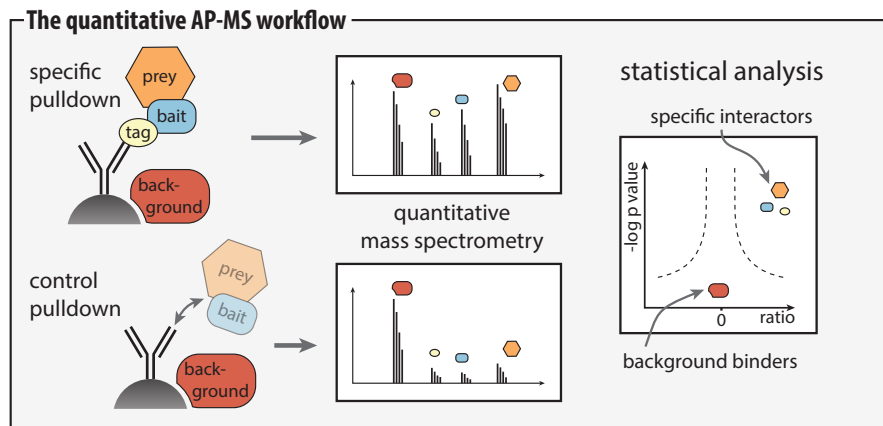 The quantitative AP-MS workflow
specific
pulldown
prey
bait
tag
back-
ground
control
pulldown
prey
bait
back-
ground
quantitative
mass spectrometry
statistical analysis
specific interactors
-log p value
0
ratio
background binders